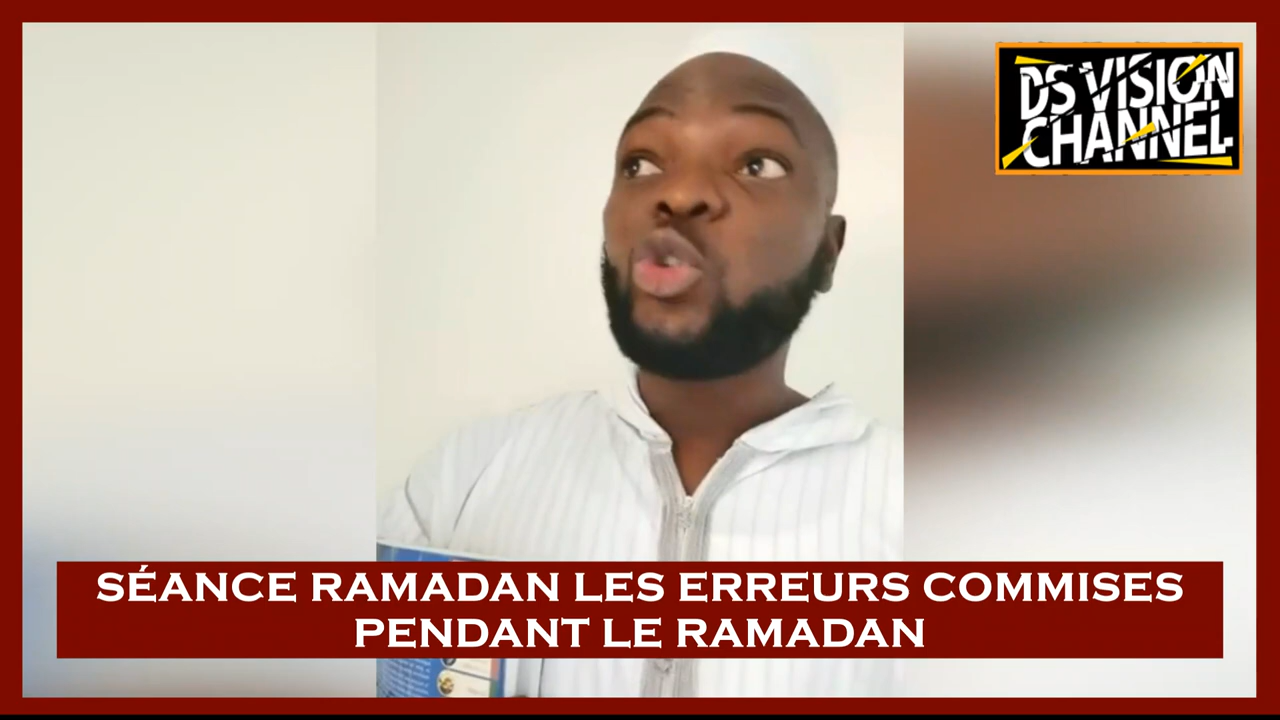 DS VISION
CHANNEL
SÉANCE RAMADAN LES ERREURS COMMISES
PENDANT LE RAMADAN